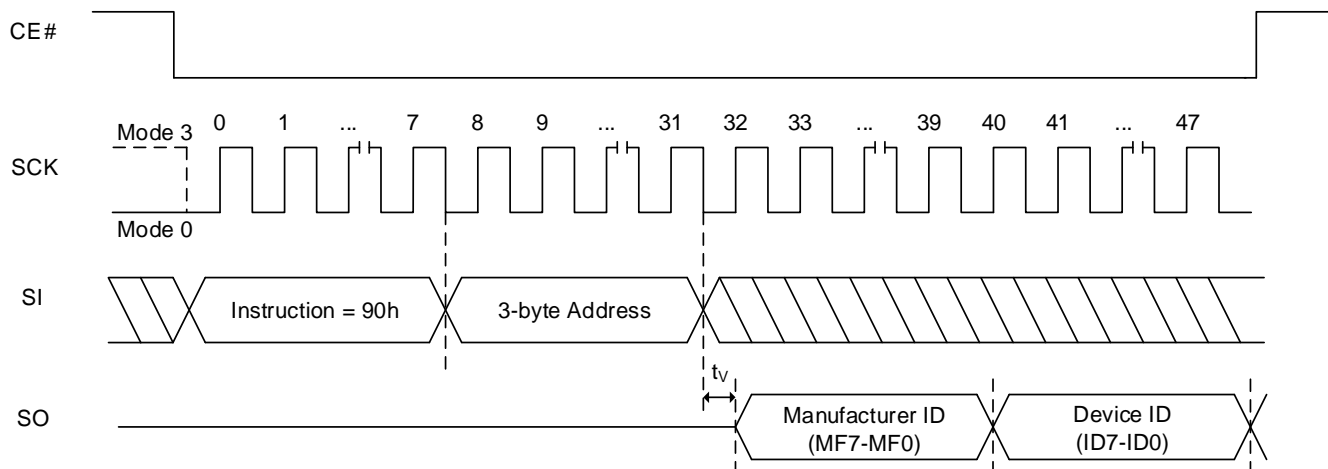 CE#
0 1 ... 7 8 9 ... 31 32 33 ... 39 40 41 ... 47
Mode 3
SCK
Mode 0
SI
Instruction = 90h
3-byte Address
tV
SO
Manufacturer ID
(MF7-MF0)
Device ID
(ID7-ID0)